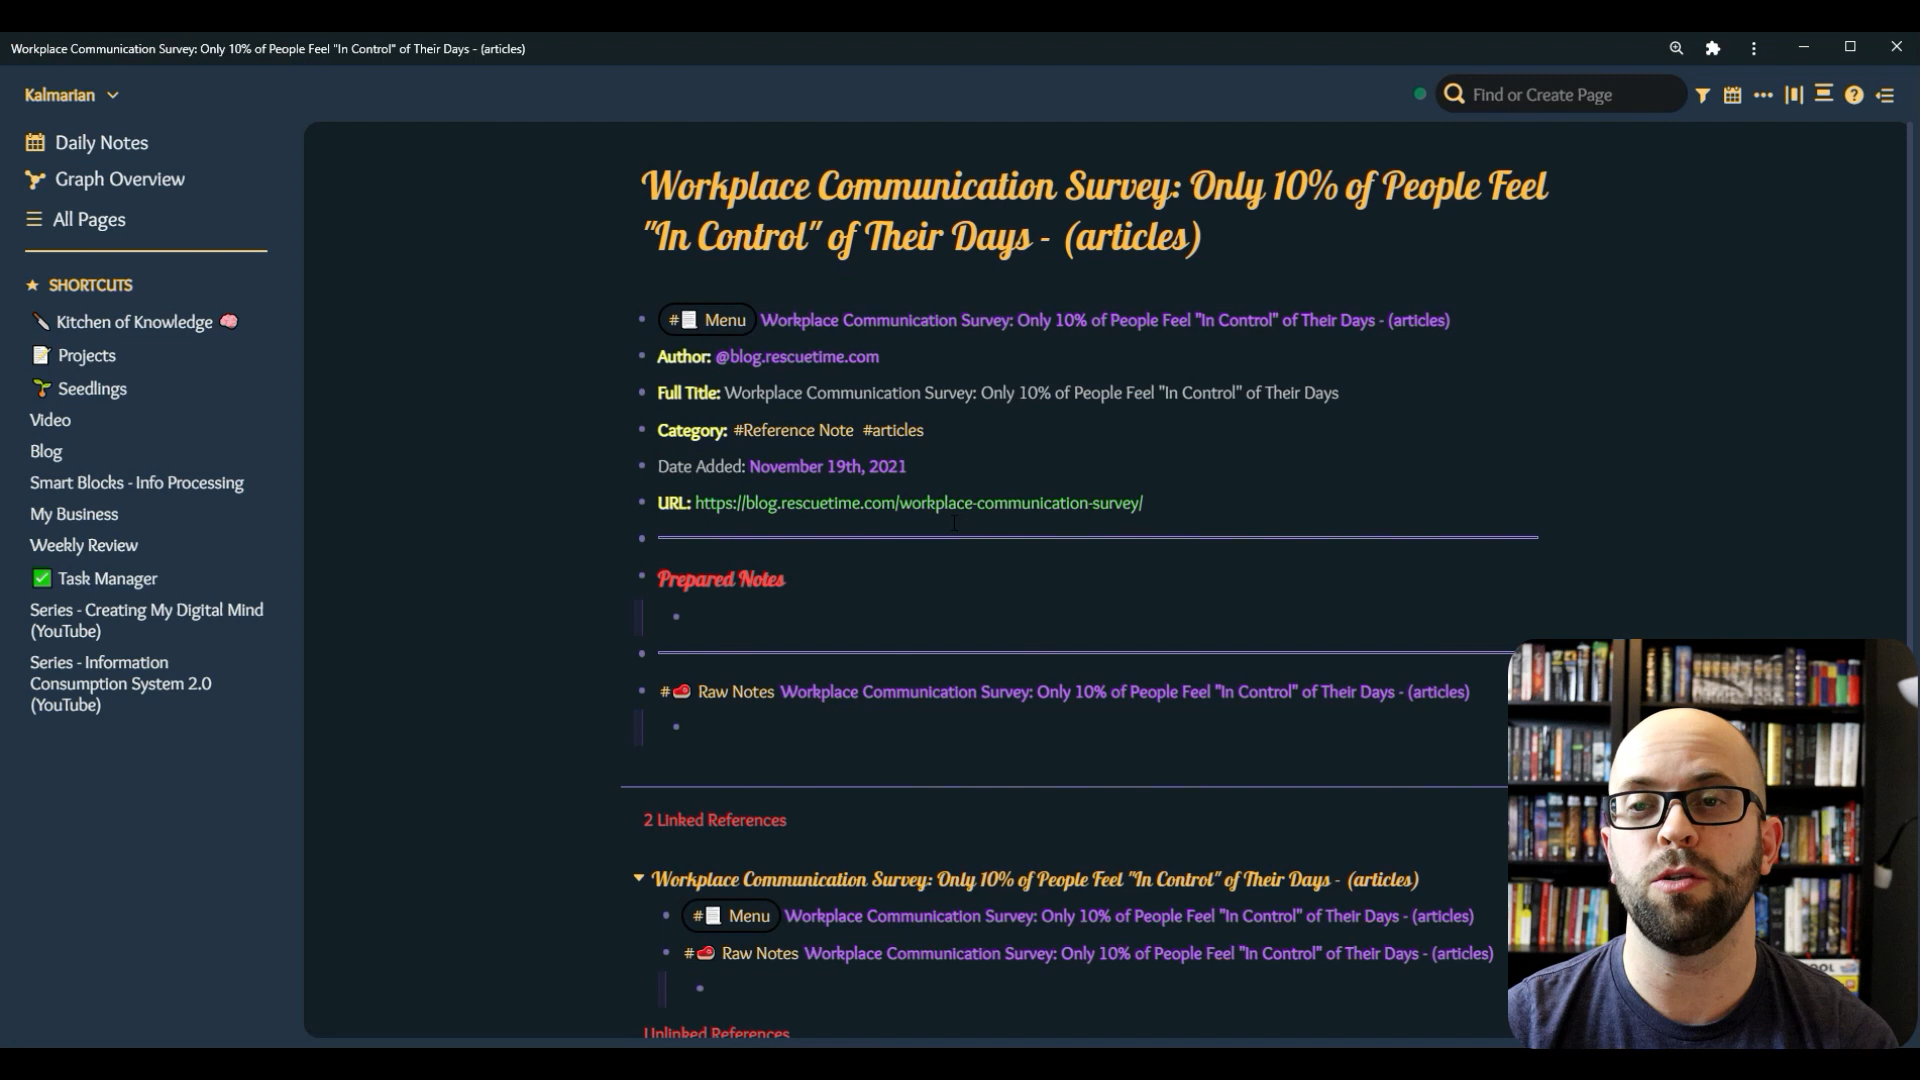 Workplace Communication Survey: Only 10% of People Feel "In Control" of Their Days - (articles)
Kalmarian
Find or Create Page
Daily Notes
Graph Overview
All Pages
SHORTCUTS
Kitchen of Knowledge
Projects
Seedlings
Video
Blog
Smart Blocks - Info Processing
My Business
Weekly Review
Task Manager
Series - Creating My Digital Mind
(YouTube)
Series - Information
Consumption System 2.0
(YouTube)
Workplace Communication Survey: Only 10% of People Feel
"In Control" of Their Days - (articles)
# Menu Workplace Communication Survey: Only 10% of People Feel "In Control" of Their Days - (articles)
Author: @blog.rescuetime.com
Full Title: Workplace Communication Survey: Only 10% of People Feel "In Control" of Their Days
Category: #Reference Note #articles
Date Added: November 19th, 2021
URL: https://blog.rescuetime.com/workplace-communication-survey/
Prepared Notes
# Raw Notes Workplace Communication Survey: Only 10% of People Feel "In Control" of Their Days - (articles)
2 Linked References
Workplace Communication Survey: Only 10% of People Feel "In Control" of Their Days - (articles)
# Menu Workplace Communication Survey: Only 10% of People Feel "In Control" of Their Days - (articles)
# Raw Notes Workplace Communication Survey: Only 10% of People Feel "In Control" of Their Days - (articles)
Unlinked References